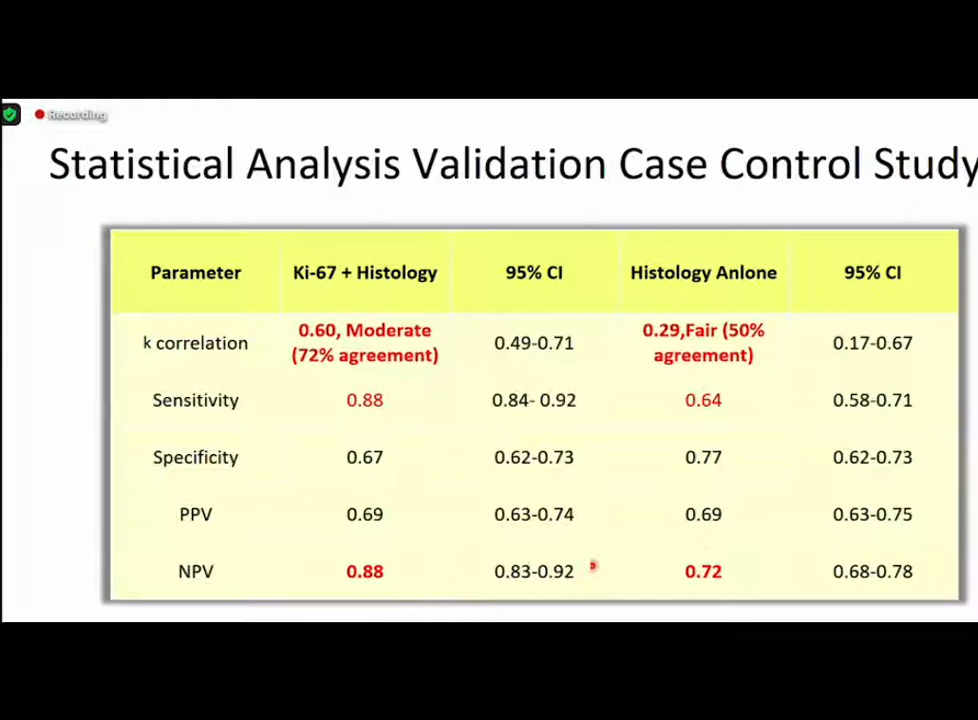 Recording
Statistical Analysis Validation Case Control Study
Parameter Ki-67 + Histology 95% CI Histology Anlone 95% CI
k correlation 0.60, Moderate (72% agreement) 0.49-0.71 0.29,Fair (50% agreement) 0.17-0.67
Sensitivity 0.88 0.84- 0.92 0.64 0.58-0.71
Specificity 0.67 0.62-0.73 0.77 0.62-0.73
PPV 0.69 0.63-0.74 0.69 0.63-0.75
NPV 0.88 0.83-0.92 0.72 0.68-0.78